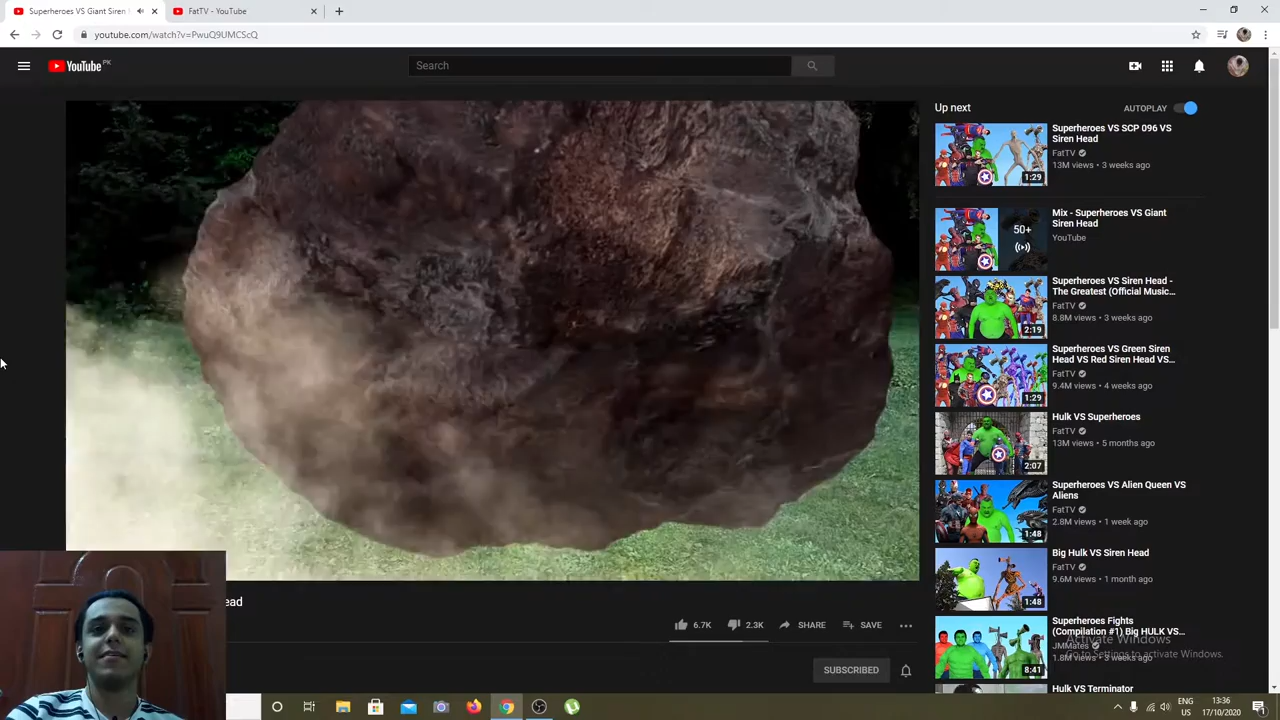 Superheroes VS Giant Siren
FatTV - YouTube
youtube.com/watch?v=PwuQ9UMCScQ
YouTube PK
Search
Up next
AUTOPLAY
Superheroes VS SCP 096 VS
Siren Head
FatTV
13M views • 3 weeks ago
1:29
Mix - Superheroes VS Giant
Siren Head
YouTube
50+
Superheroes VS Siren Head -
The Greatest (Official Music...
FatTV
8.8M views • 3 weeks ago
2:19
Superheroes VS Green Siren
Head VS Red Siren Head VS...
FatTV
9.4M views • 4 weeks ago
1:29
Hulk VS Superheroes
FatTV
13M views • 5 months ago
2:07
Superheroes VS Alien Queen VS
Aliens
FatTV
2.8M views • 1 week ago
1:48
Big Hulk VS Siren Head
FatTV
9.6M views • 1 month ago
1:48
Superheroes Fights
(Compilation #1) Big HULK VS...
JMMates
1.8M views • 3 weeks ago
8:41
Hulk VS Terminator
Activate Windows
Go to Settings to activate Windows.
ead
6.7K
2.3K
SHARE
SAVE
SUBSCRIBED
ENG
US
13:36
17/10/2020